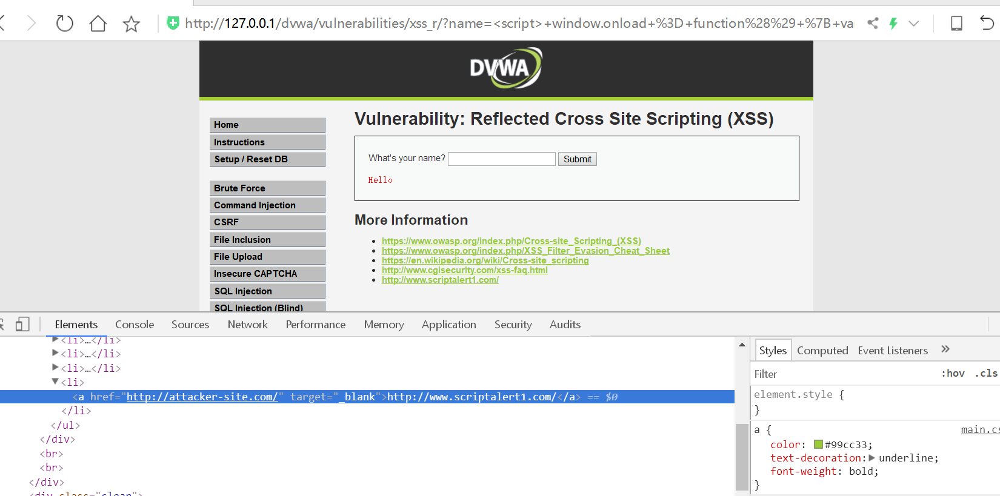 http://127.0.0.1/dvwa/vulnerabilities/xss_r/?name=<script>+window.onload+%3D+function%28%29+%7B+va
DVWA
Vulnerability: Reflected Cross Site Scripting (XSS)
Home
Instructions
Setup / Reset DB
Brute Force
Command Injection
CSRF
File Inclusion
File Upload
Insecure CAPTCHA
SQL Injection
SQL Injection (Blind)
What's your name?
Submit
Hello
More Information
https://www.owasp.org/index.php/Cross-site_Scripting_(XSS)
https://www.owasp.org/index.php/XSS_Filter_Evasion_Cheat_Sheet
https://en.wikipedia.org/wiki/Cross-site_scripting
http://www.cgisecurity.com/xss-faq.html
http://www.scriptalert1.com/
Elements Console Sources Network Performance Memory Application Security Audits
<li>…</li>
<li>…</li>
<li>…</li>
<li>
<a href="http://attacker-site.com/" target="_blank">http://www.scriptalert1.com/</a> == $0
</li>
</ul>
</div>
<br>
<br>
</div>
<div class="clear">
Styles Computed Event Listeners »
Filter :hov .cls
element.style {
}
a { main.cs
color: #99cc33;
text-decoration: underline;
font-weight: bold;
}